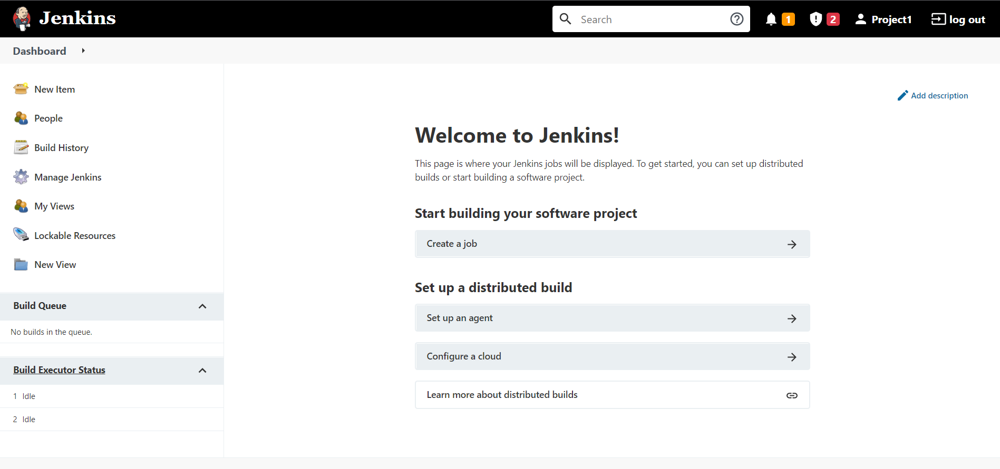 Jenkins
Search
1
2
Project1
log out
Dashboard
New Item
People
Build History
Manage Jenkins
My Views
Lockable Resources
New View
Build Queue
No builds in the queue.
Build Executor Status
1 Idle
2 Idle
Add description
Welcome to Jenkins!
This page is where your Jenkins jobs will be displayed. To get started, you can set up distributed
builds or start building a software project.
Start building your software project
Create a job
Set up a distributed build
Set up an agent
Configure a cloud
Learn more about distributed builds